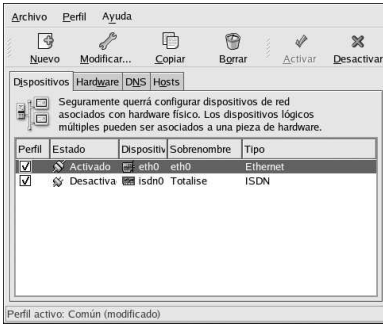 Archivo Perfil Ayuda
Nuevo Modificar... Copiar Borrar Activar Desactivar
Dispositivos Hardware DNS Hosts
Seguramente querrá configurar dispositivos de red
asociados con hardware físico. Los dispositivos lógicos
múltiples pueden ser asociados a una pieza de hardware.
Perfil Estado Dispositiv Sobrenombre Tipo
Activado eth0 eth0 Ethernet
Desactiva isdn0 Totalise ISDN
Perfil activo: Común (modificado)